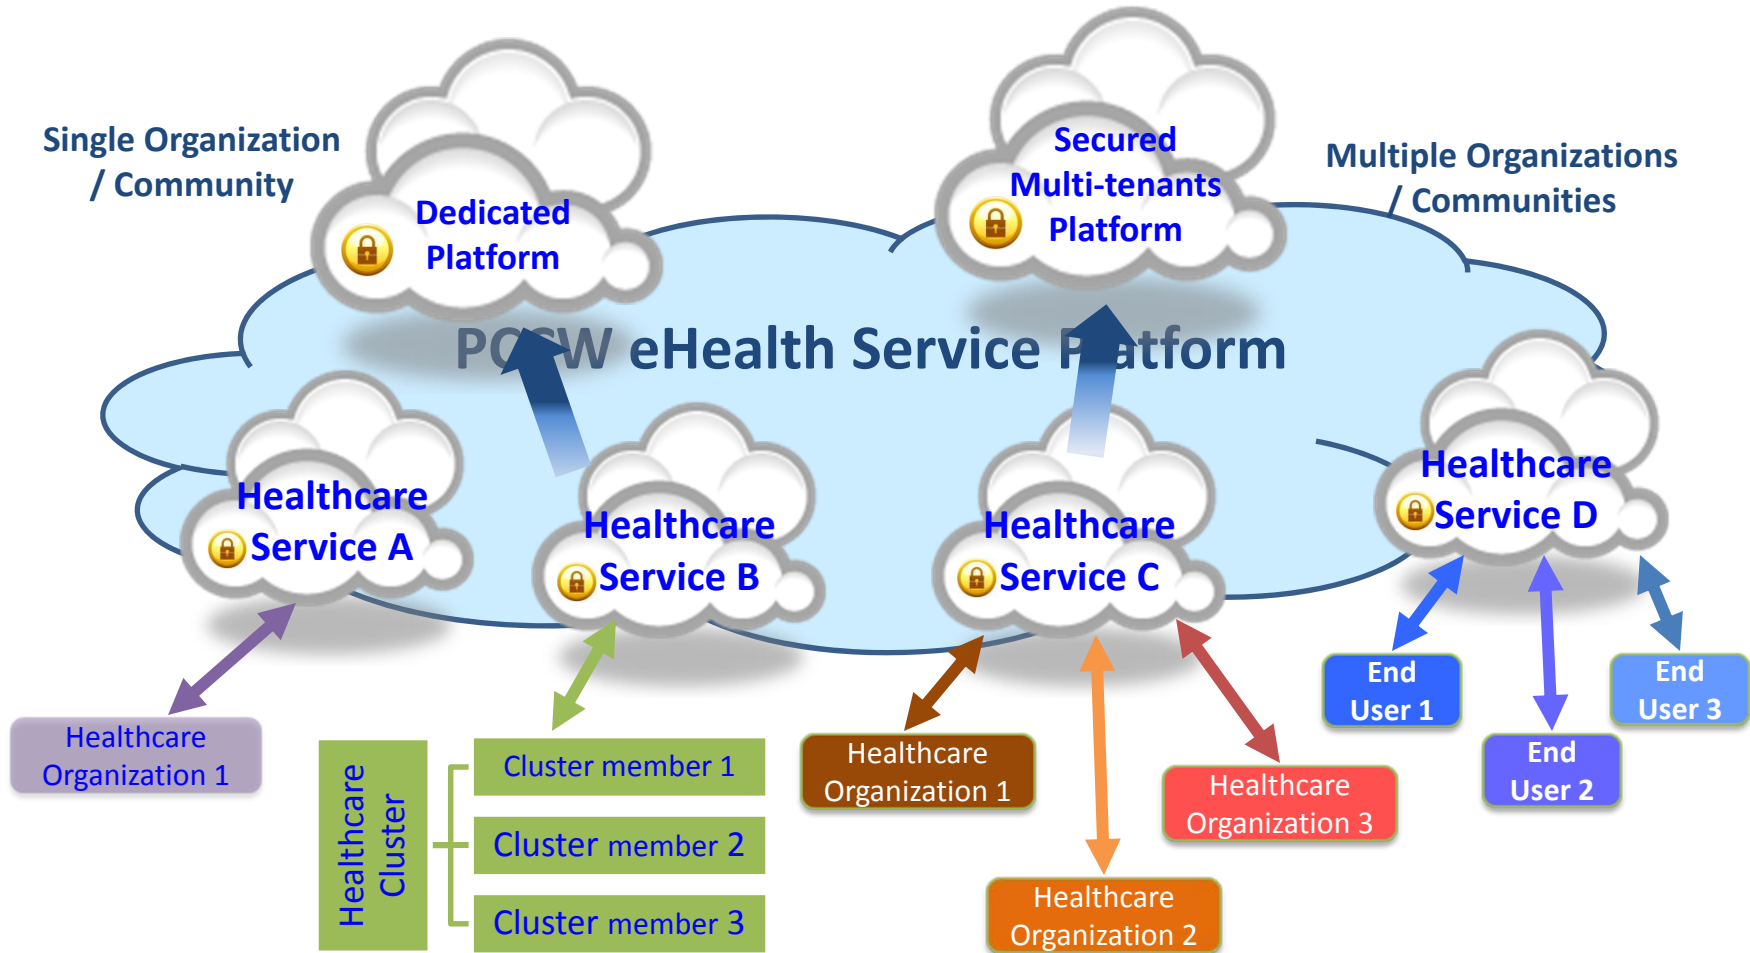 Single Organization
/ Community
Dedicated
Platform
Secured
Multi-tenants
Platform
Multiple Organizations
/ Communities
PCCW eHealth Service Platform
Healthcare
Service A
Healthcare
Service B
Healthcare
Service C
Healthcare
Service D
Healthcare
Organization 1
Healthcare
Cluster
Cluster member 1
Cluster member 2
Cluster member 3
Healthcare
Organization 1
Healthcare
Organization 2
Healthcare
Organization 3
End
User 1
End
User 2
End
User 3